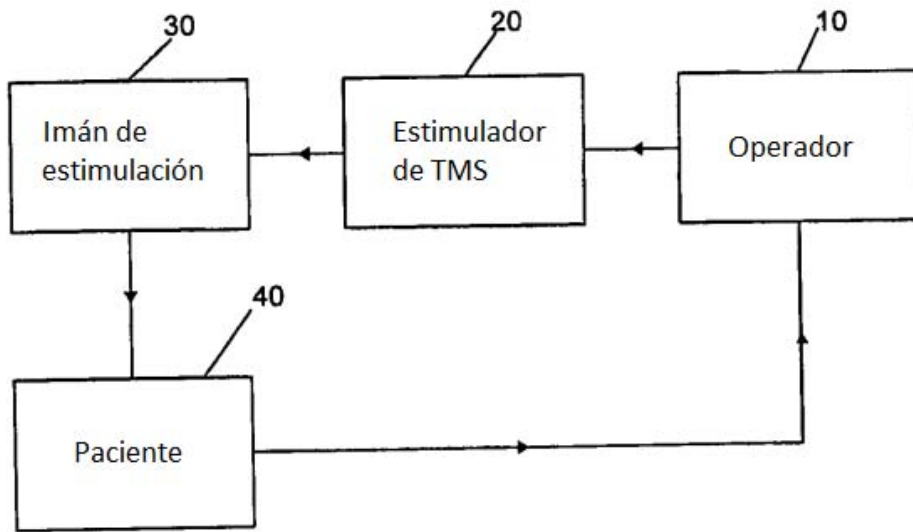 30
20
10
Imán de
estimulación
Estimulador
de TMS
Operador
40
Paciente